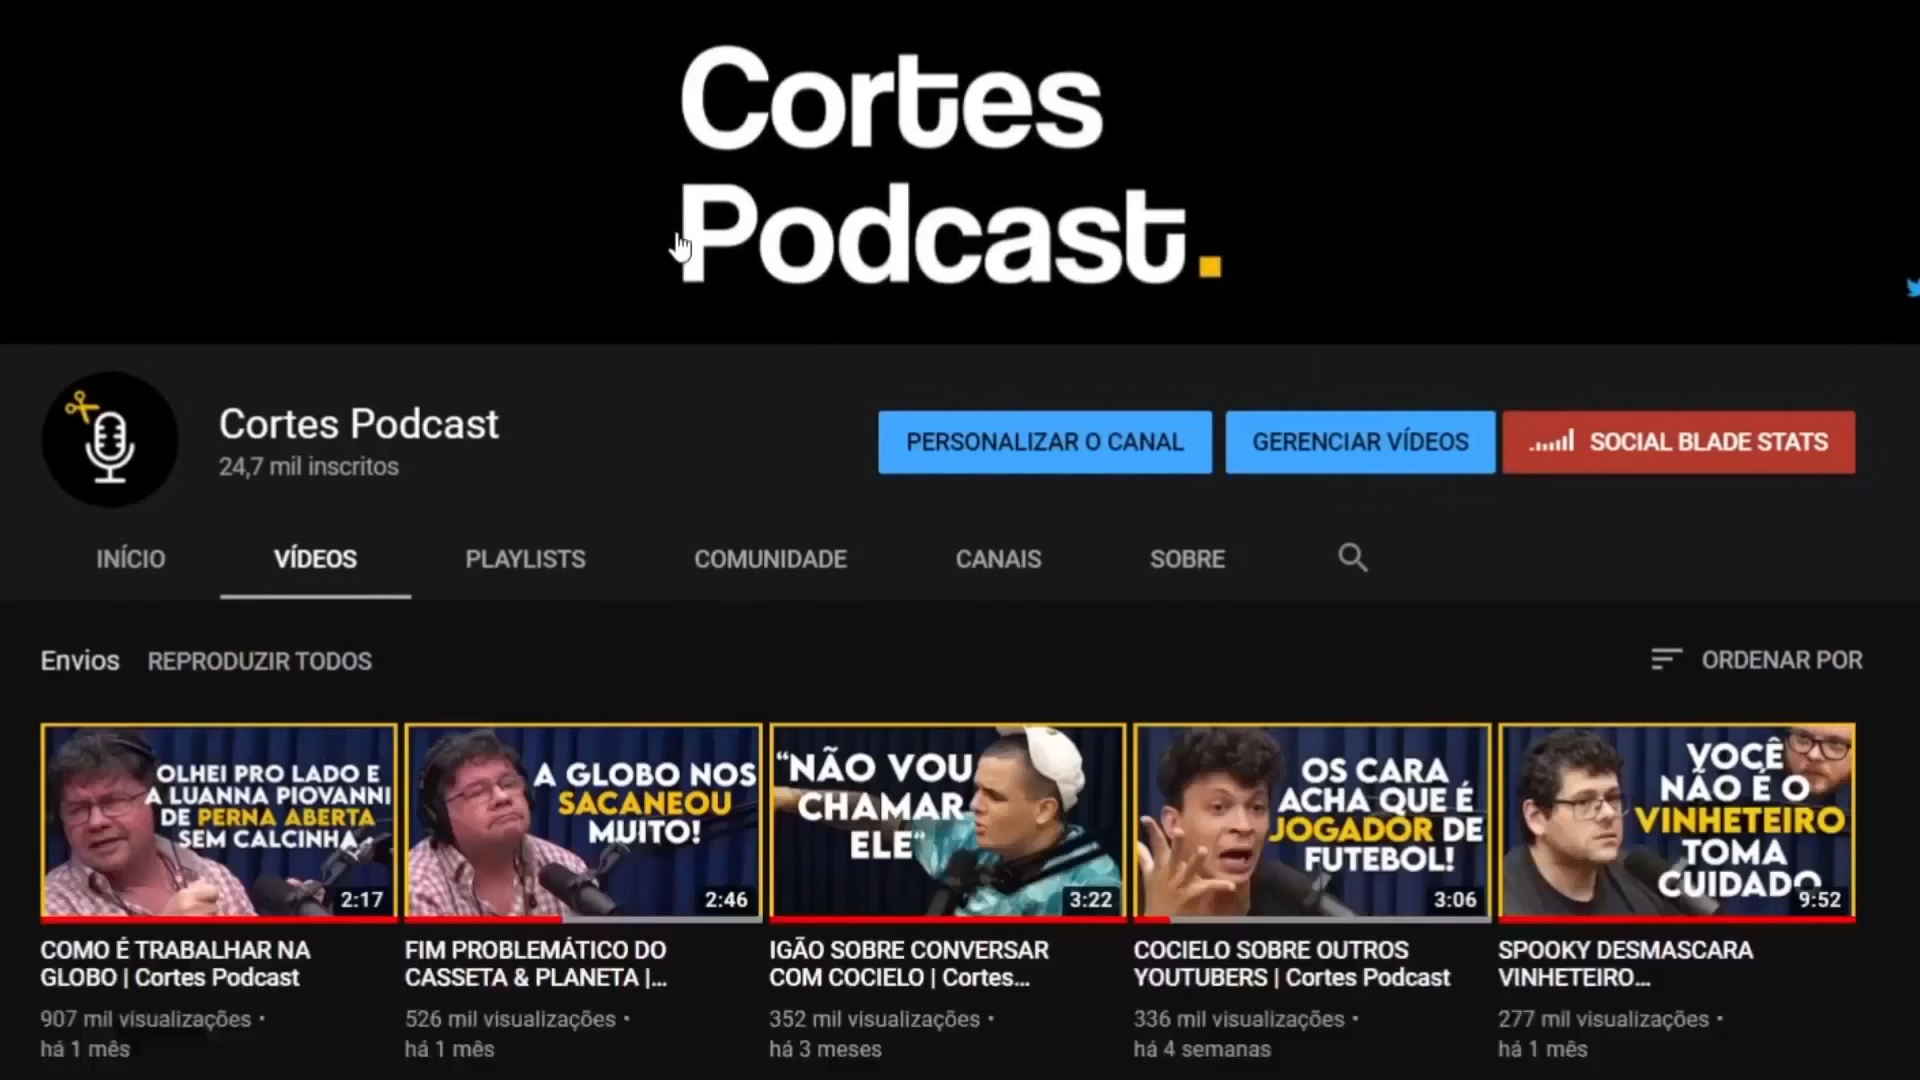 Cortes
Podcast.
Cortes Podcast
24,7 mil inscritos
PERSONALIZAR O CANAL
GERENCIAR VÍDEOS
SOCIAL BLADE STATS
INÍCIO
VÍDEOS
PLAYLISTS
COMUNIDADE
CANAIS
SOBRE
Envios
REPRODUZIR TODOS
ORDENAR POR
OLHEI PRO LADO E
A LUANNA PIOVANNI
DE PERNA ABERTA
SEM CALCINHA
2:17
COMO É TRABALHAR NA
GLOBO | Cortes Podcast
907 mil visualizações •
há 1 mês
A GLOBO NOS
SACANEOU
MUITO!
2:46
FIM PROBLEMÁTICO DO
CASSETA & PLANETA |...
526 mil visualizações •
há 1 mês
“NÃO VOU
CHAMAR
ELE“
3:22
IGÃO SOBRE CONVERSAR
COM COCIELO | Cortes...
352 mil visualizações •
há 3 meses
OS CARA
ACHA QUE É
JOGADOR DE
FUTEBOL!
3:06
COCIELO SOBRE OUTROS
YOUTUBERS | Cortes Podcast
336 mil visualizações •
há 4 semanas
VOCÊ
NÃO É O
VINHETEIRO
TOMA
CUIDADO
9:52
SPOOKY DESMASCARA
VINHETEIRO...
277 mil visualizações •
há 1 mês